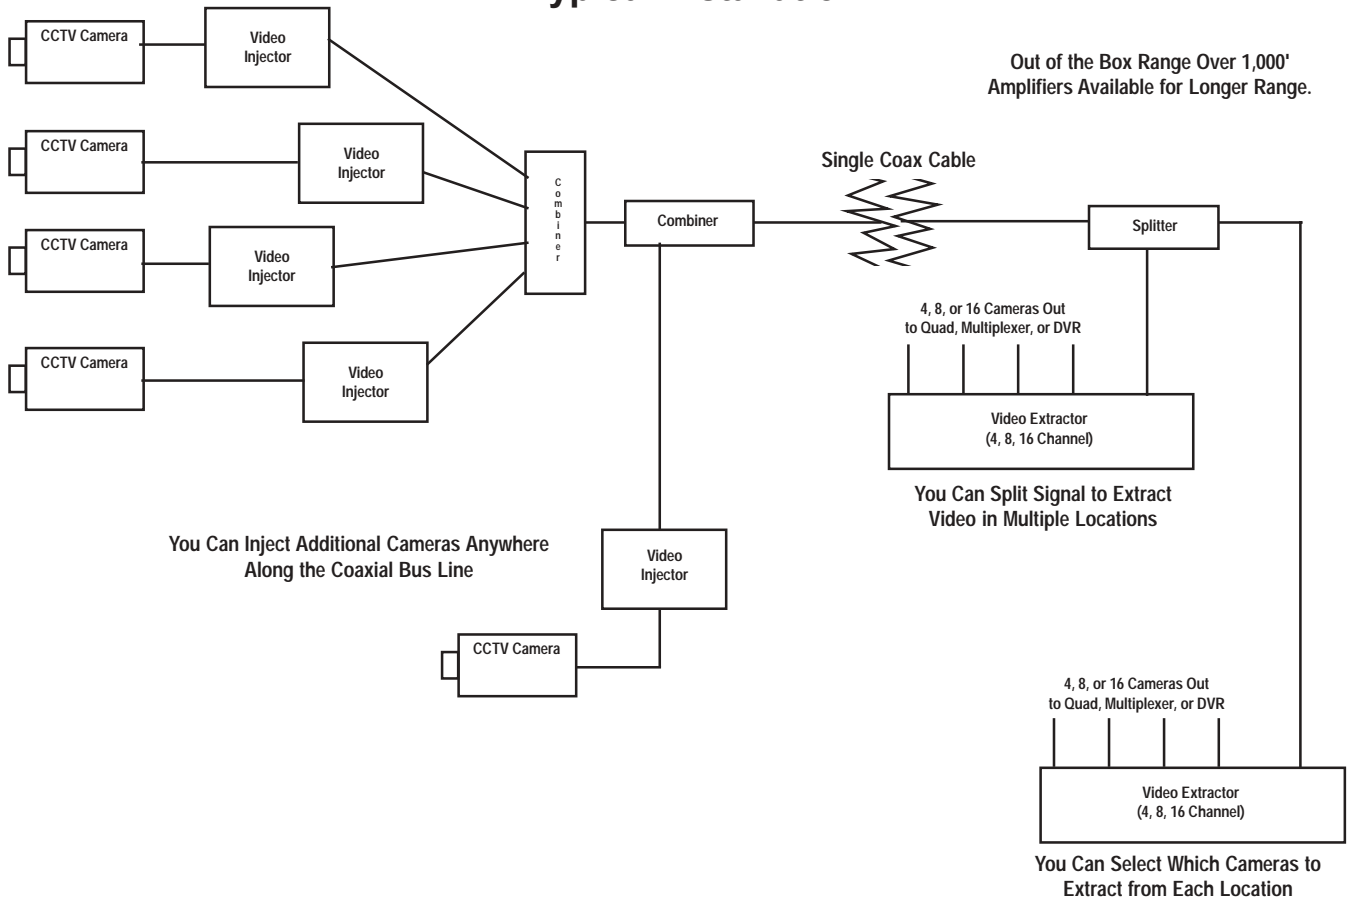 CCTV Camera
Video
Injector
Out of the Box Range Over 1,000'
Amplifiers Available for Longer Range.
CCTV Camera
Video
Injector
Single Coax Cable
Combiner
Combiner
Splitter
CCTV Camera
Video
Injector
4, 8, or 16 Cameras Out
to Quad, Multiplexer, or DVR
CCTV Camera
Video
Injector
Video Extractor
(4, 8, 16 Channel)
You Can Split Signal to Extract
Video in Multiple Locations
You Can Inject Additional Cameras Anywhere
Along the Coaxial Bus Line
Video
Injector
CCTV Camera
4, 8, or 16 Cameras Out
to Quad, Multiplexer, or DVR
Video Extractor
(4, 8, 16 Channel)
You Can Select Which Cameras to
Extract from Each Location